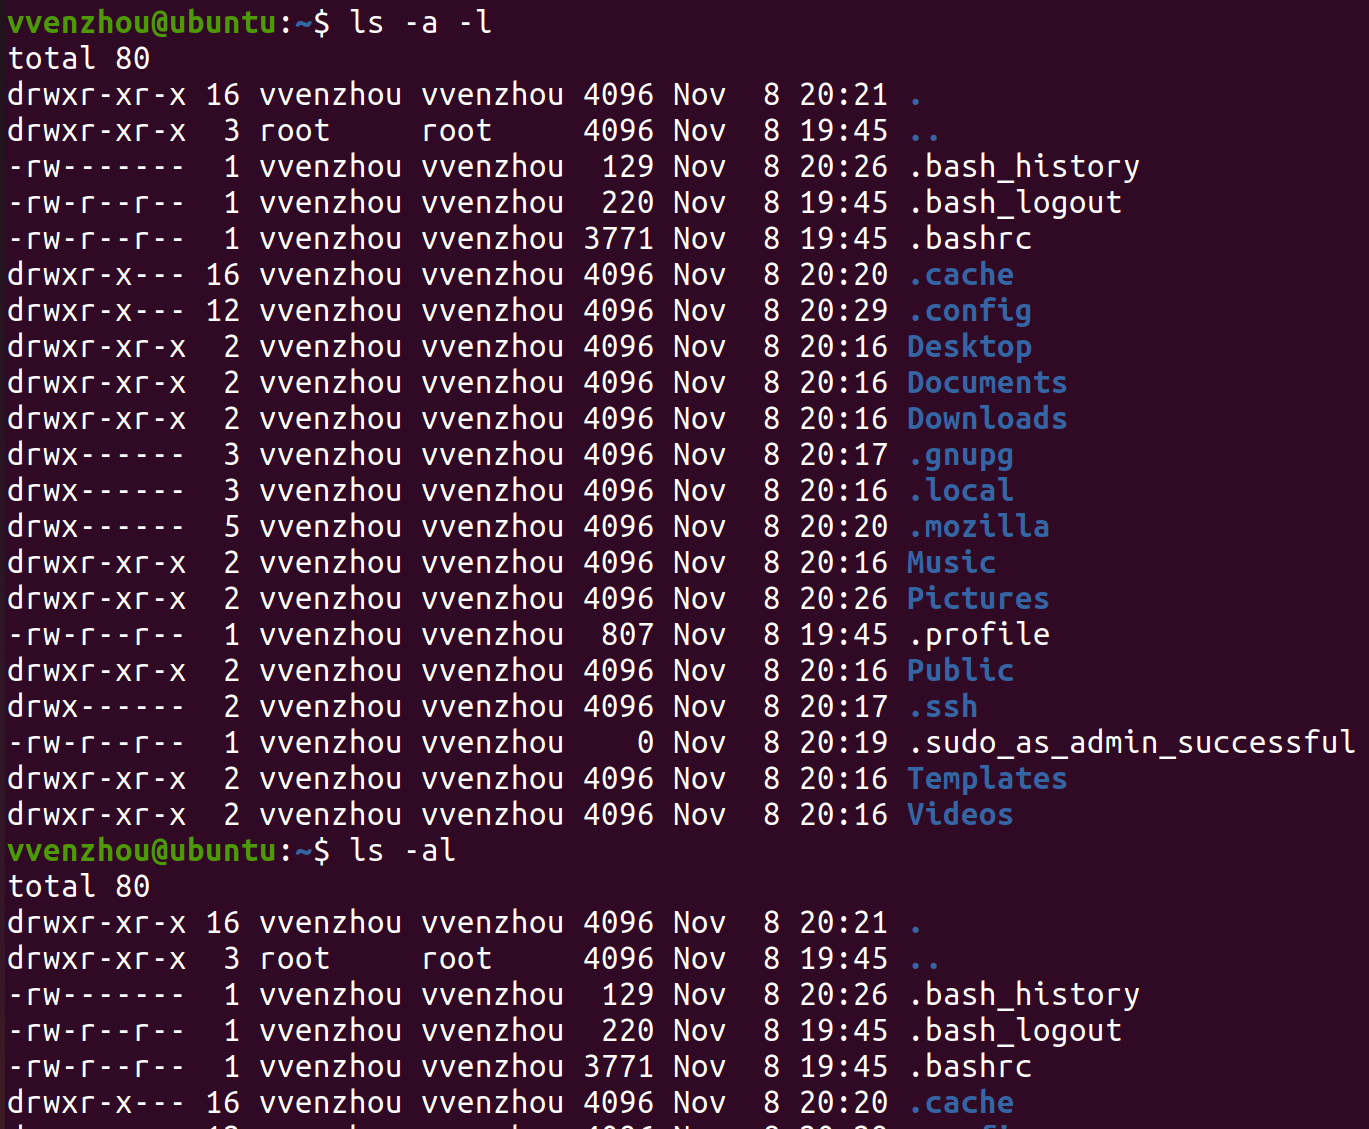 vvenzhou@ubuntu:~$ ls -a -l
total 80
drwxr-xr-x 16 vvenzhou vvenzhou 4096 Nov  8 20:21 .
drwxr-xr-x  3 root     root     4096 Nov  8 19:45 ..
-rw-------  1 vvenzhou vvenzhou  129 Nov  8 20:26 .bash_history
-rw-r--r--  1 vvenzhou vvenzhou  220 Nov  8 19:45 .bash_logout
-rw-r--r--  1 vvenzhou vvenzhou 3771 Nov  8 19:45 .bashrc
drwxr-x--- 16 vvenzhou vvenzhou 4096 Nov  8 20:20 .cache
drwxr-x--- 12 vvenzhou vvenzhou 4096 Nov  8 20:29 .config
drwxr-xr-x  2 vvenzhou vvenzhou 4096 Nov  8 20:16 Desktop
drwxr-xr-x  2 vvenzhou vvenzhou 4096 Nov  8 20:16 Documents
drwxr-xr-x  2 vvenzhou vvenzhou 4096 Nov  8 20:16 Downloads
drwx------  3 vvenzhou vvenzhou 4096 Nov  8 20:17 .gnupg
drwx------  3 vvenzhou vvenzhou 4096 Nov  8 20:16 .local
drwx------  5 vvenzhou vvenzhou 4096 Nov  8 20:20 .mozilla
drwxr-xr-x  2 vvenzhou vvenzhou 4096 Nov  8 20:16 Music
drwxr-xr-x  2 vvenzhou vvenzhou 4096 Nov  8 20:26 Pictures
-rw-r--r--  1 vvenzhou vvenzhou  807 Nov  8 19:45 .profile
drwxr-xr-x  2 vvenzhou vvenzhou 4096 Nov  8 20:16 Public
drwx------  2 vvenzhou vvenzhou 4096 Nov  8 20:17 .ssh
-rw-r--r--  1 vvenzhou vvenzhou    0 Nov  8 20:19 .sudo_as_admin_successful
drwxr-xr-x  2 vvenzhou vvenzhou 4096 Nov  8 20:16 Templates
drwxr-xr-x  2 vvenzhou vvenzhou 4096 Nov  8 20:16 Videos
vvenzhou@ubuntu:~$ ls -al
total 80
drwxr-xr-x 16 vvenzhou vvenzhou 4096 Nov  8 20:21 .
drwxr-xr-x  3 root     root     4096 Nov  8 19:45 ..
-rw-------  1 vvenzhou vvenzhou  129 Nov  8 20:26 .bash_history
-rw-r--r--  1 vvenzhou vvenzhou  220 Nov  8 19:45 .bash_logout
-rw-r--r--  1 vvenzhou vvenzhou 3771 Nov  8 19:45 .bashrc
drwxr-x--- 16 vvenzhou vvenzhou 4096 Nov  8 20:20 .cache